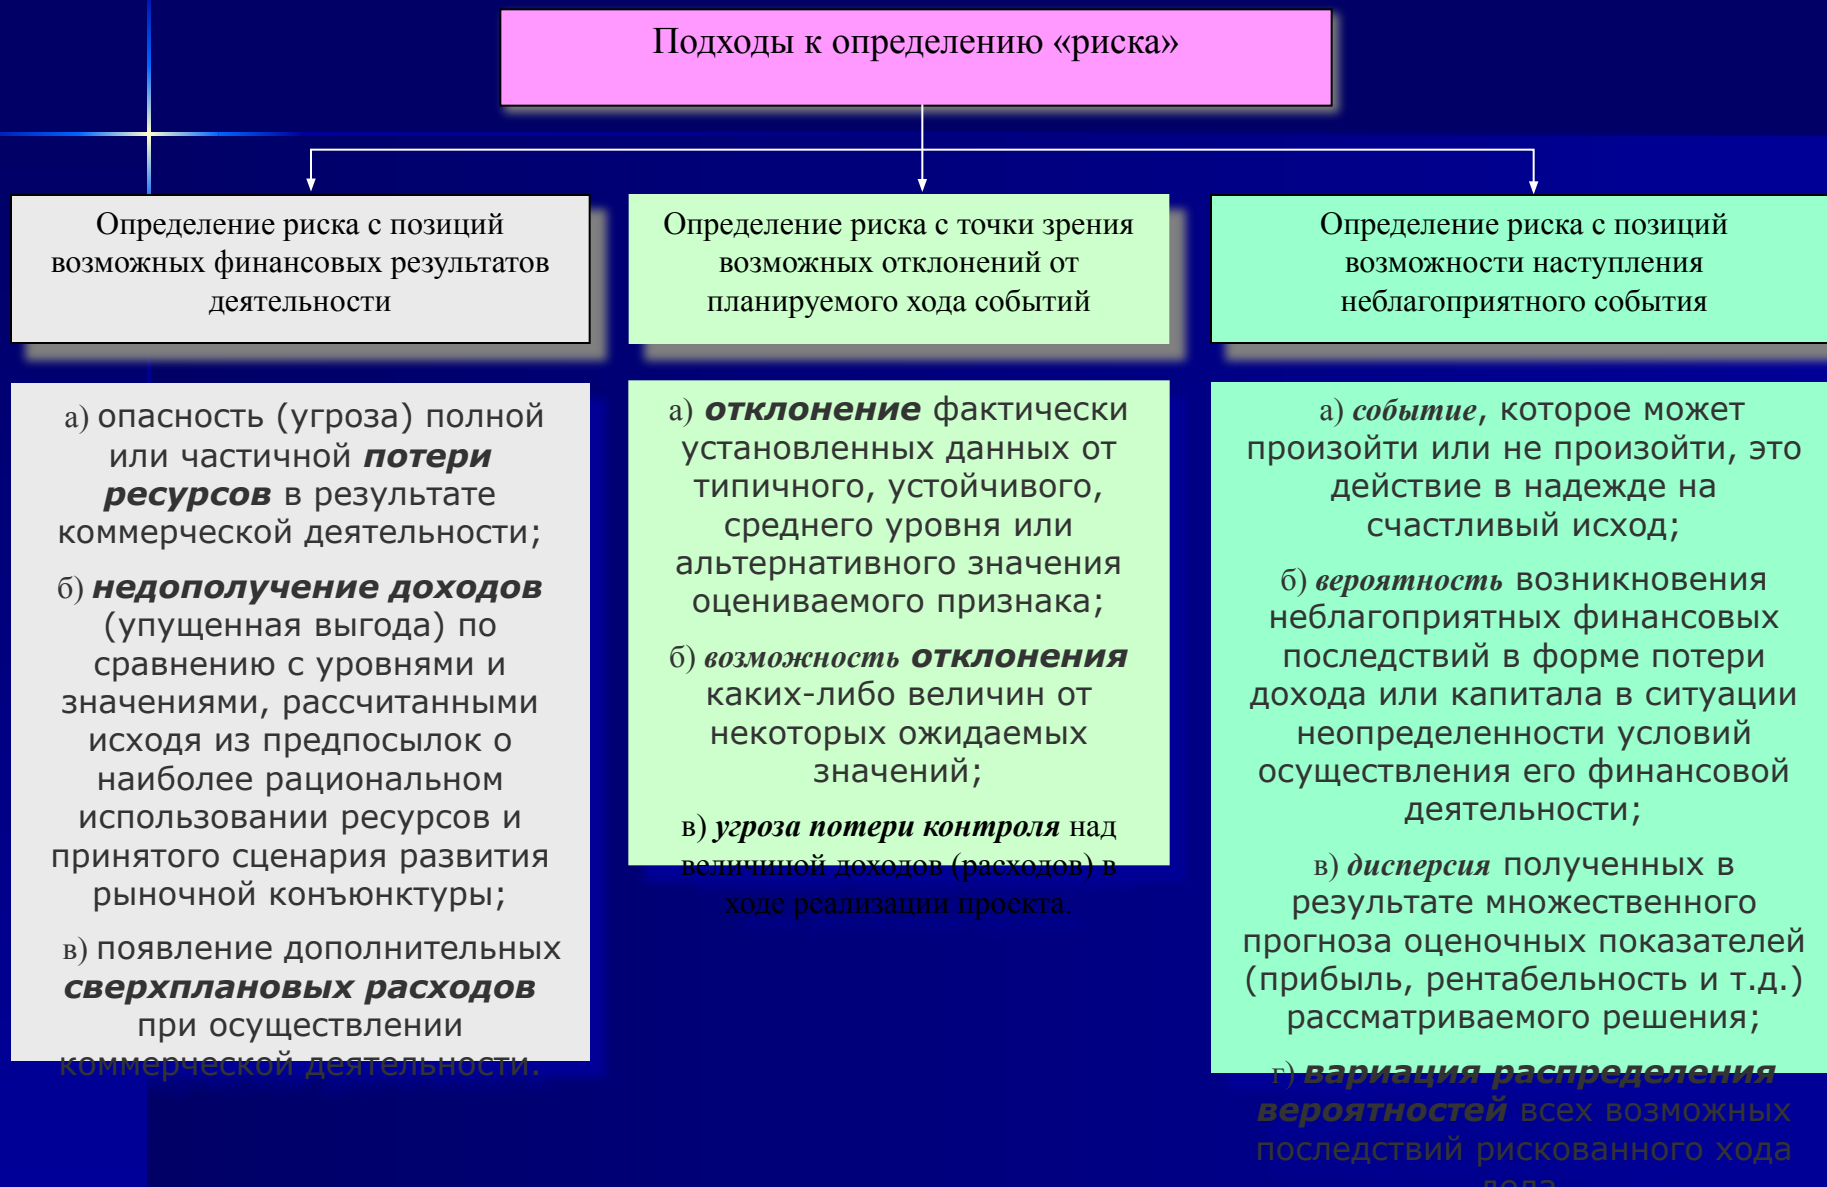 Подходы к определению «риска»
Определение риска с позиций
возможных финансовых результатов
деятельности
Определение риска с точки зрения
возможных отклонений от
планируемого хода событий
Определение риска с позиций
возможности наступления
неблагоприятного события
а) опасность (угроза) полной
или частичной потери
ресурсов в результате
коммерческой деятельности;
б) недополучение доходов
(упущенная выгода) по
сравнению с уровнями и
значениями, рассчитанными
исходя из предпосылок о
наиболее рациональном
использовании ресурсов и
принятого сценария развития
рыночной конъюнктуры;
в) появление дополнительных
сверхплановых расходов
при осуществлении
коммерческой деятельности.
а) отклонение фактически
установленных данных от
типичного, устойчивого,
среднего уровня или
альтернативного значения
оцениваемого признака;
б) возможность отклонения
каких-либо величин от
некоторых ожидаемых
значений;
в) угроза потери контроля над
величиной доходов (расходов) в
ходе реализации проекта.
а) событие, которое может
произойти или не произойти, это
действие в надежде на
счастливый исход;
б) вероятность возникновения
неблагоприятных финансовых
последствий в форме потери
дохода или капитала в ситуации
неопределенности условий
осуществления его финансовой
деятельности;
в) дисперсия полученных в
результате множественного
прогноза оценочных показателей
(прибыль, рентабельность и т.д.)
рассматриваемого решения;
г) вариация распределения
вероятностей всех возможных
последствий рискованного хода